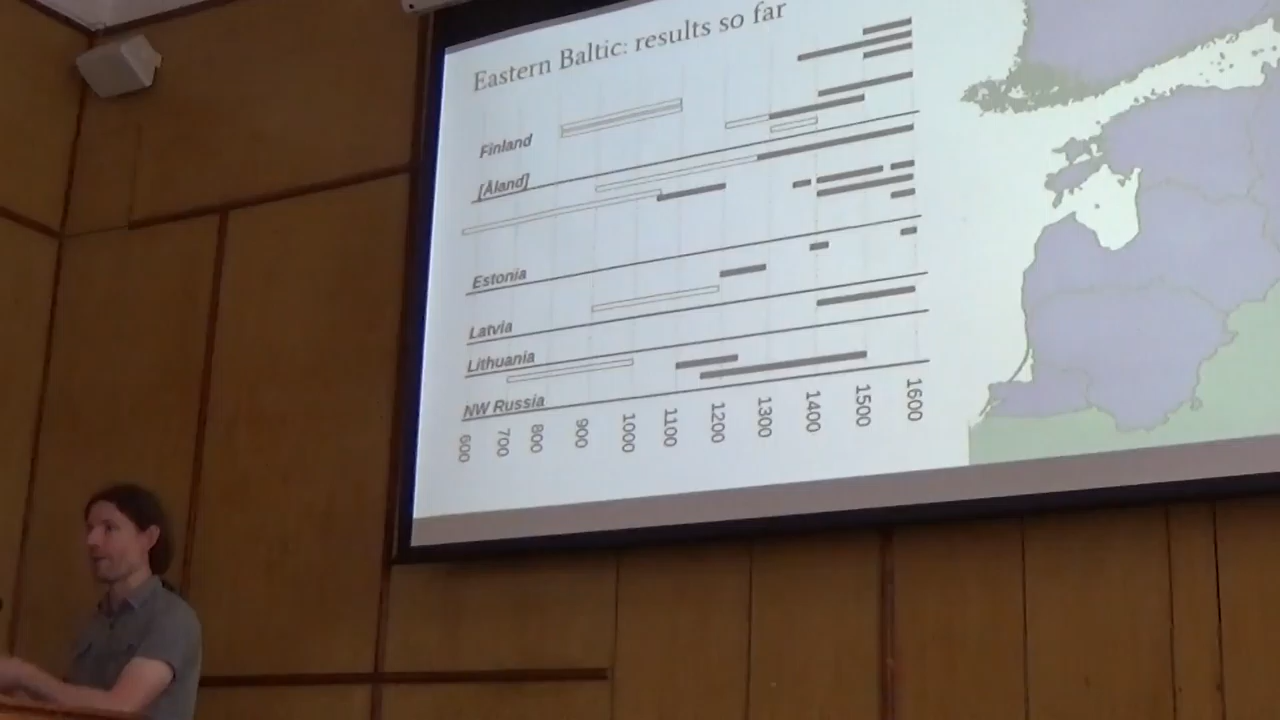 Eastern Baltic: results so far
Finland
[Åland]
Estonia
Latvia
Lithuania
NW Russia
600 700 800 900 1000 1100 1200 1300 1400 1500 1600